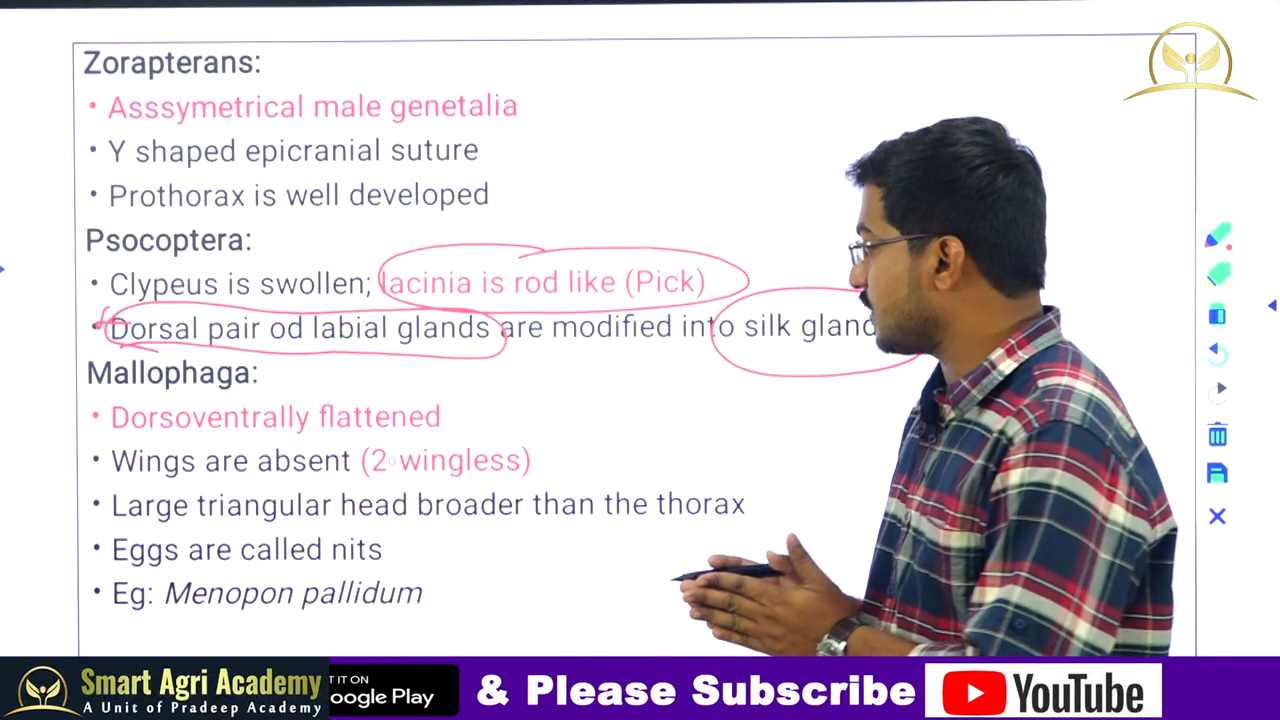 Zorapterans:
• Asssymetrical male genetalia
• Y shaped epicranial suture
• Prothorax is well developed
Psocoptera:
• Clypeus is swollen; lacinia is rod like (Pick)
• Dorsal pair od labial glands are modified into silk gland
Mallophaga:
• Dorsoventrally flattened
• Wings are absent (2° wingless)
• Large triangular head broader than the thorax
• Eggs are called nits
• Eg: Menopon pallidum
Smart Agri Academy
A Unit of Pradeep Academy
T IT ON
oogle Play
& Please Subscribe
YouTube